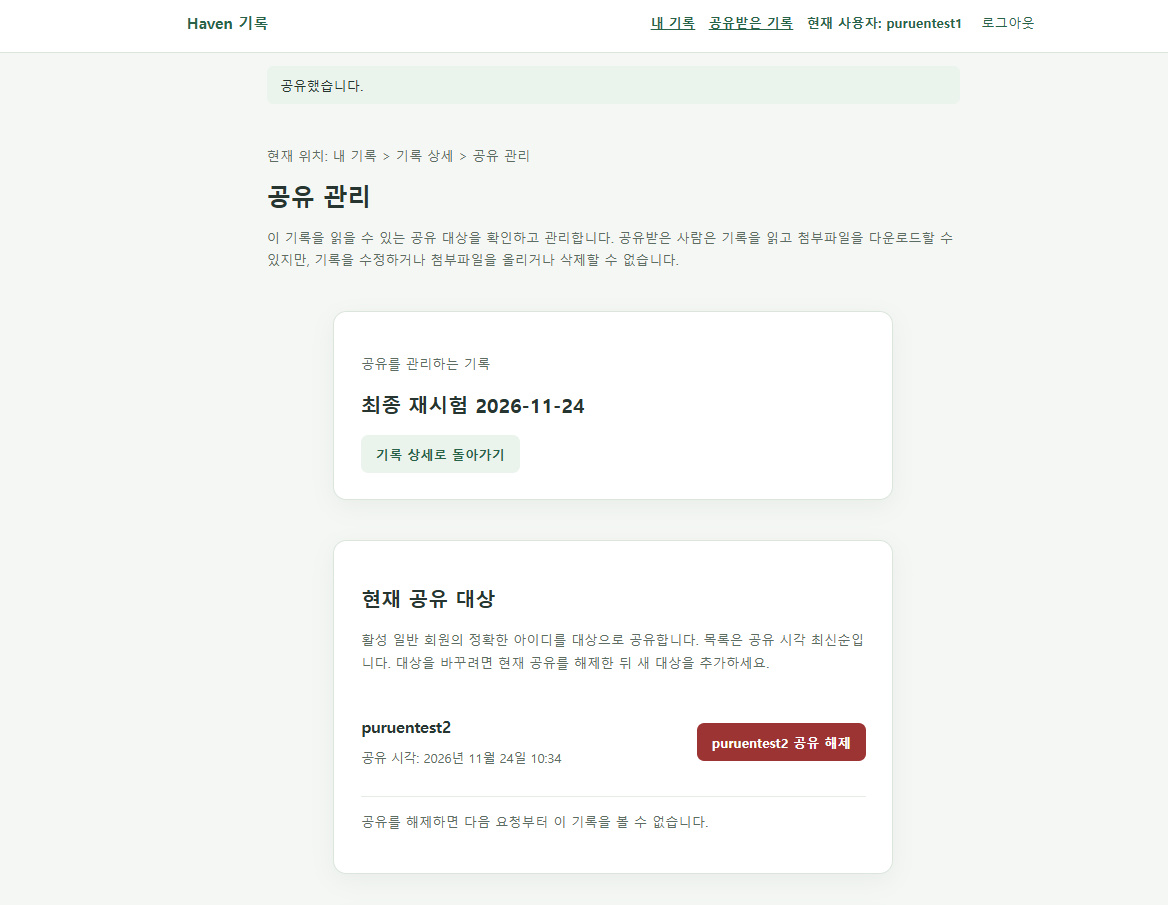 Haven 기록
내 기록 공유받은 기록 현재 사용자: puruentest1 로그아웃
공유했습니다.
현재 위치: 내 기록 > 기록 상세 > 공유 관리
공유 관리
이 기록을 읽을 수 있는 공유 대상을 확인하고 관리합니다. 공유받은 사람은 기록을 읽고 첨부파일을 다운로드할 수
있지만, 기록을 수정하거나 첨부파일을 올리거나 삭제할 수 없습니다.
공유를 관리하는 기록
최종 재시험 2026-11-24
기록 상세로 돌아가기
현재 공유 대상
활성 일반 회원의 정확한 아이디를 대상으로 공유합니다. 목록은 공유 시각 최신순입
니다. 대상을 바꾸려면 현재 공유를 해제한 뒤 새 대상을 추가하세요.
puruentest2
공유 시각: 2026년 11월 24일 10:34
puruentest2 공유 해제
공유를 해제하면 다음 요청부터 이 기록을 볼 수 없습니다.